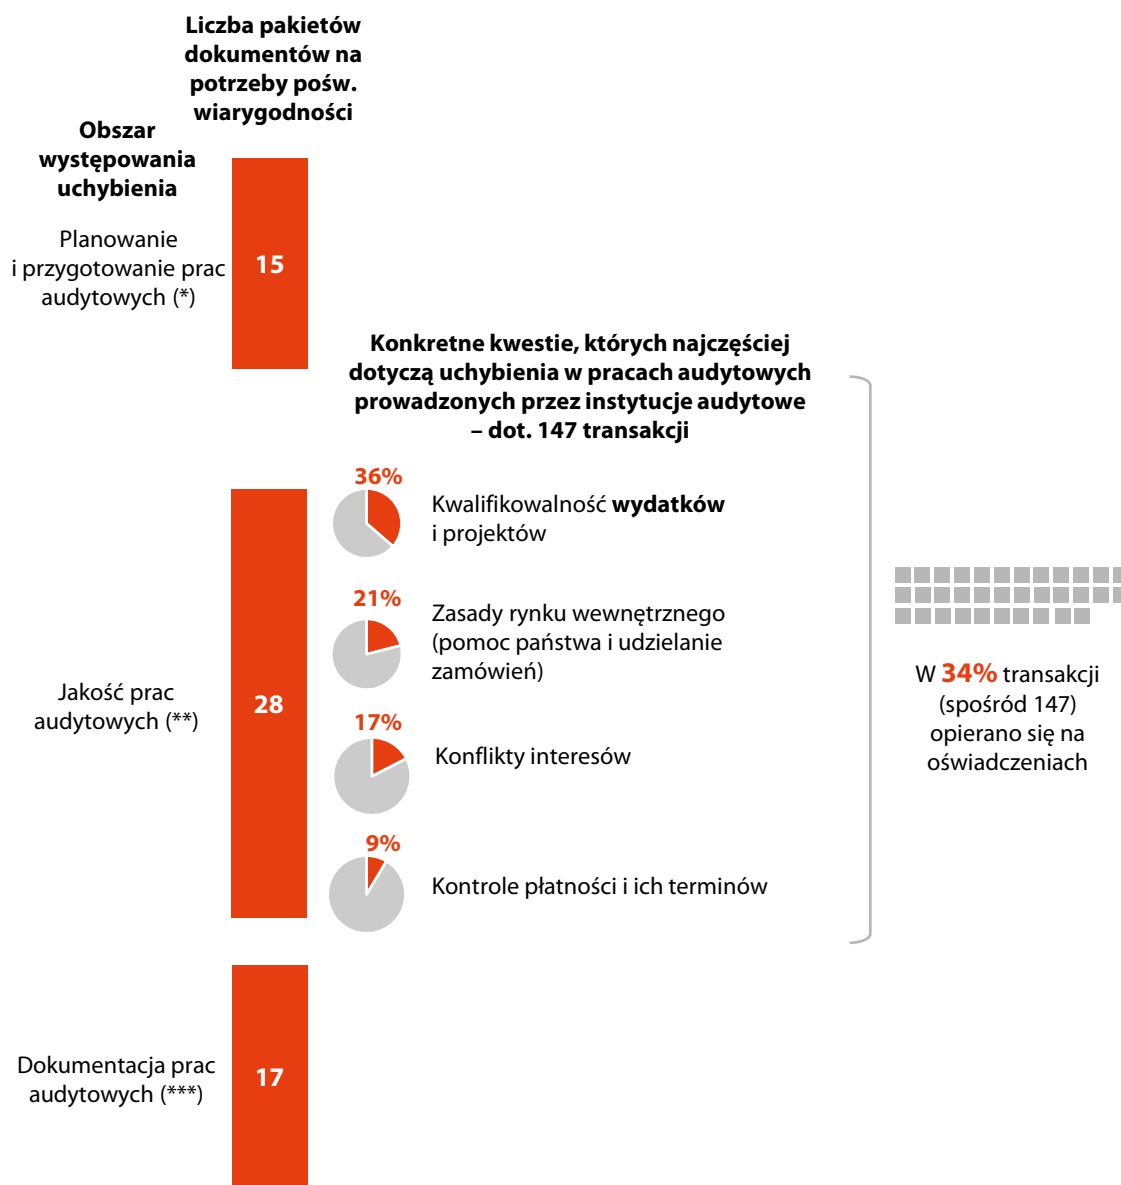 Liczba pakietów
dokumentów na
potrzeby pośw.
wiarygodności
Obszar
występowania
uchybienia
Planowanie
i przygotowanie prac
audytowych (*)
15
Konkretne kwestie, których najczęściej
dotyczą uchybienia w pracach audytowych
prowadzonych przez instytucje audytowe
– dot. 147 transakcji
36%
Kwalifikowalność wydatków
i projektów
21%
Zasady rynku wewnętrznego
(pomoc państwa i udzielanie
zamówień)
Jakość prac
audytowych (**)
28
17%
Konflikty interesów
9%
Kontrole płatności i ich terminów
W 34% transakcji
(spośród 147)
opierano się na
oświadczeniach
Dokumentacja prac
audytowych (***)
17